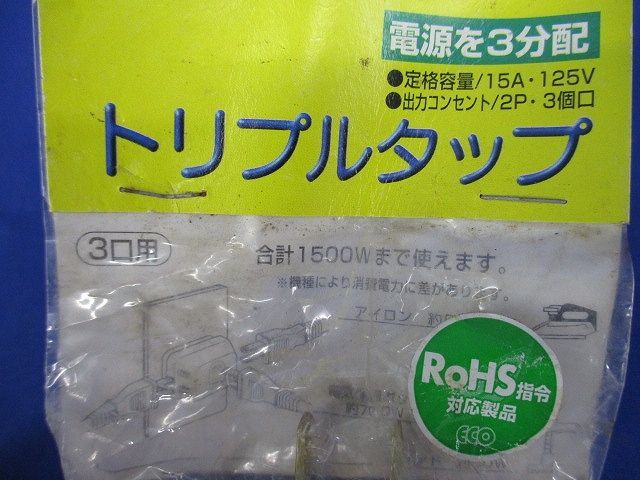 電源を3分配
●定格容量/15A・125V
●出力コンセント/2P・3個口
トリプルタップ
3口用
合計1500Wまで使えます。
※機種により消費電力に差があります。
アイロン 約
RoHS指令
対応製品
ECO